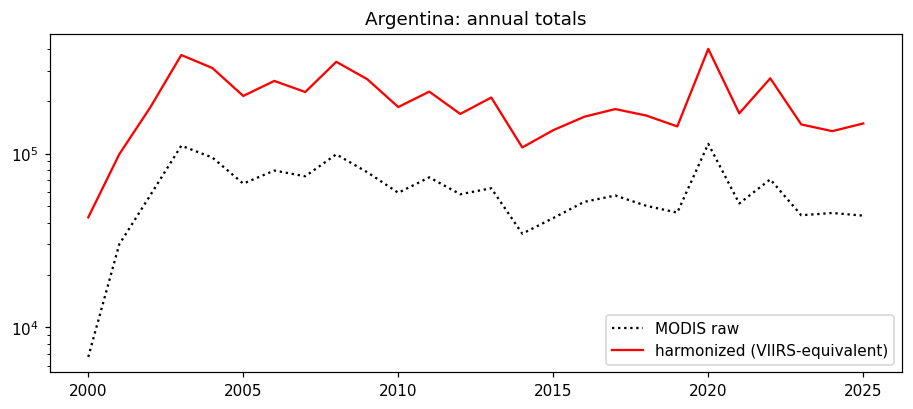 Argentina: annual totals
10^5
10^4
MODIS raw
harmonized (VIIRS-equivalent)
2000 2005 2010 2015 2020 2025